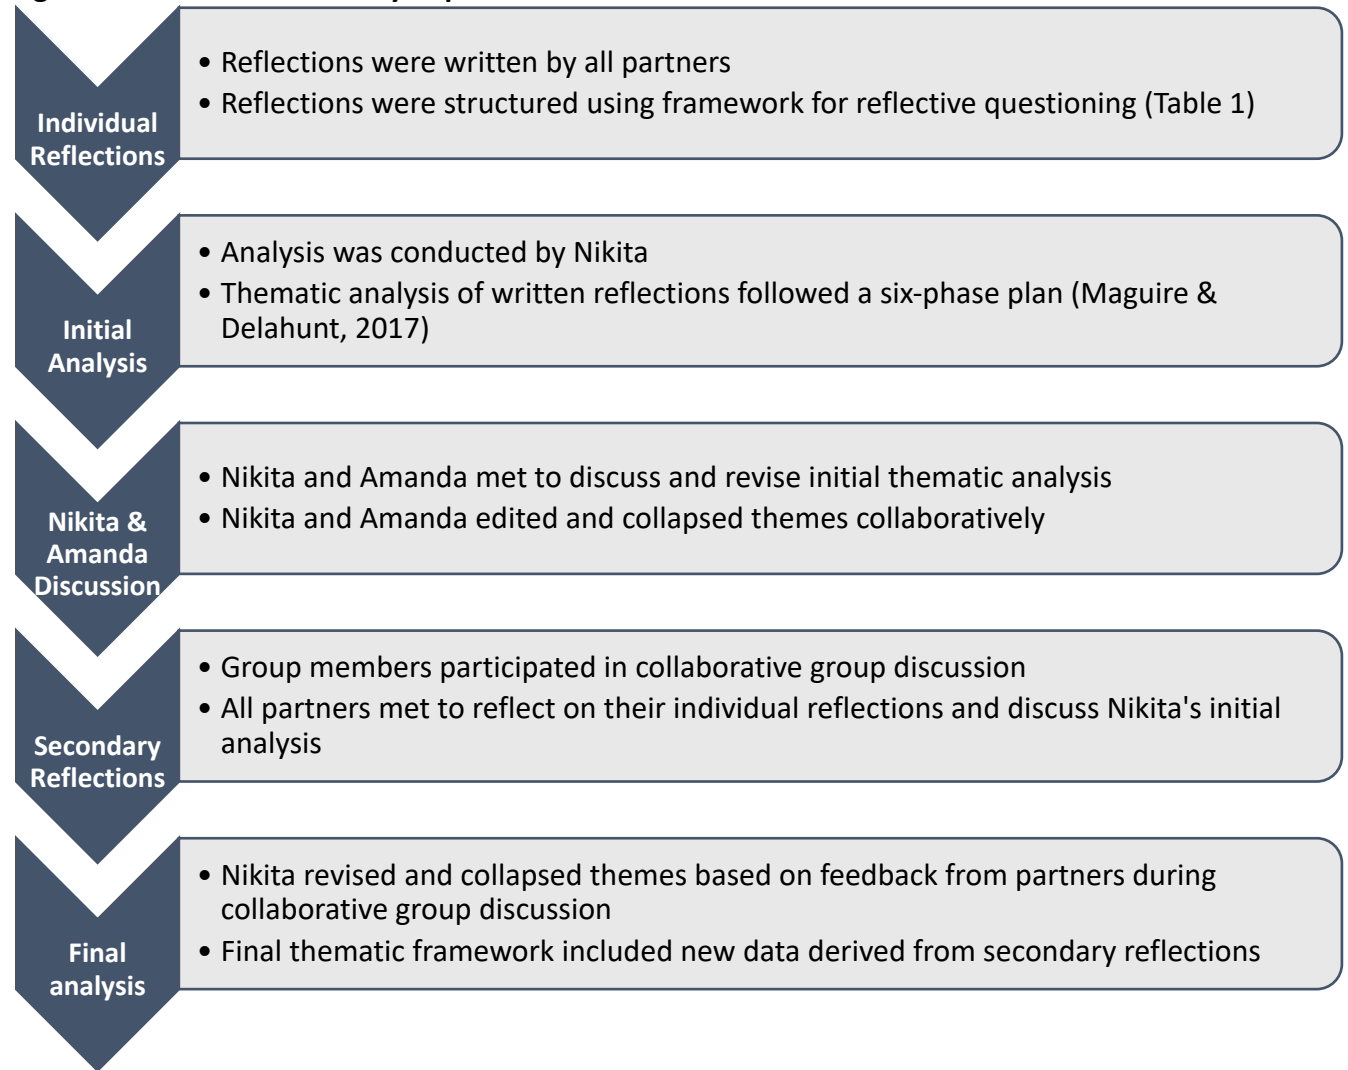 Individual
Reflections
• Reflections were written by all partners
• Reflections were structured using framework for reflective questioning (Table 1)
Initial
Analysis
• Analysis was conducted by Nikita
• Thematic analysis of written reflections followed a six-phase plan (Maguire &
Delahunt, 2017)
Nikita &
Amanda
Discussion
• Nikita and Amanda met to discuss and revise initial thematic analysis
• Nikita and Amanda edited and collapsed themes collaboratively
Secondary
Reflections
• Group members participated in collaborative group discussion
• All partners met to reflect on their individual reflections and discuss Nikita's initial
analysis
Final
analysis
• Nikita revised and collapsed themes based on feedback from partners during
collaborative group discussion
• Final thematic framework included new data derived from secondary reflections